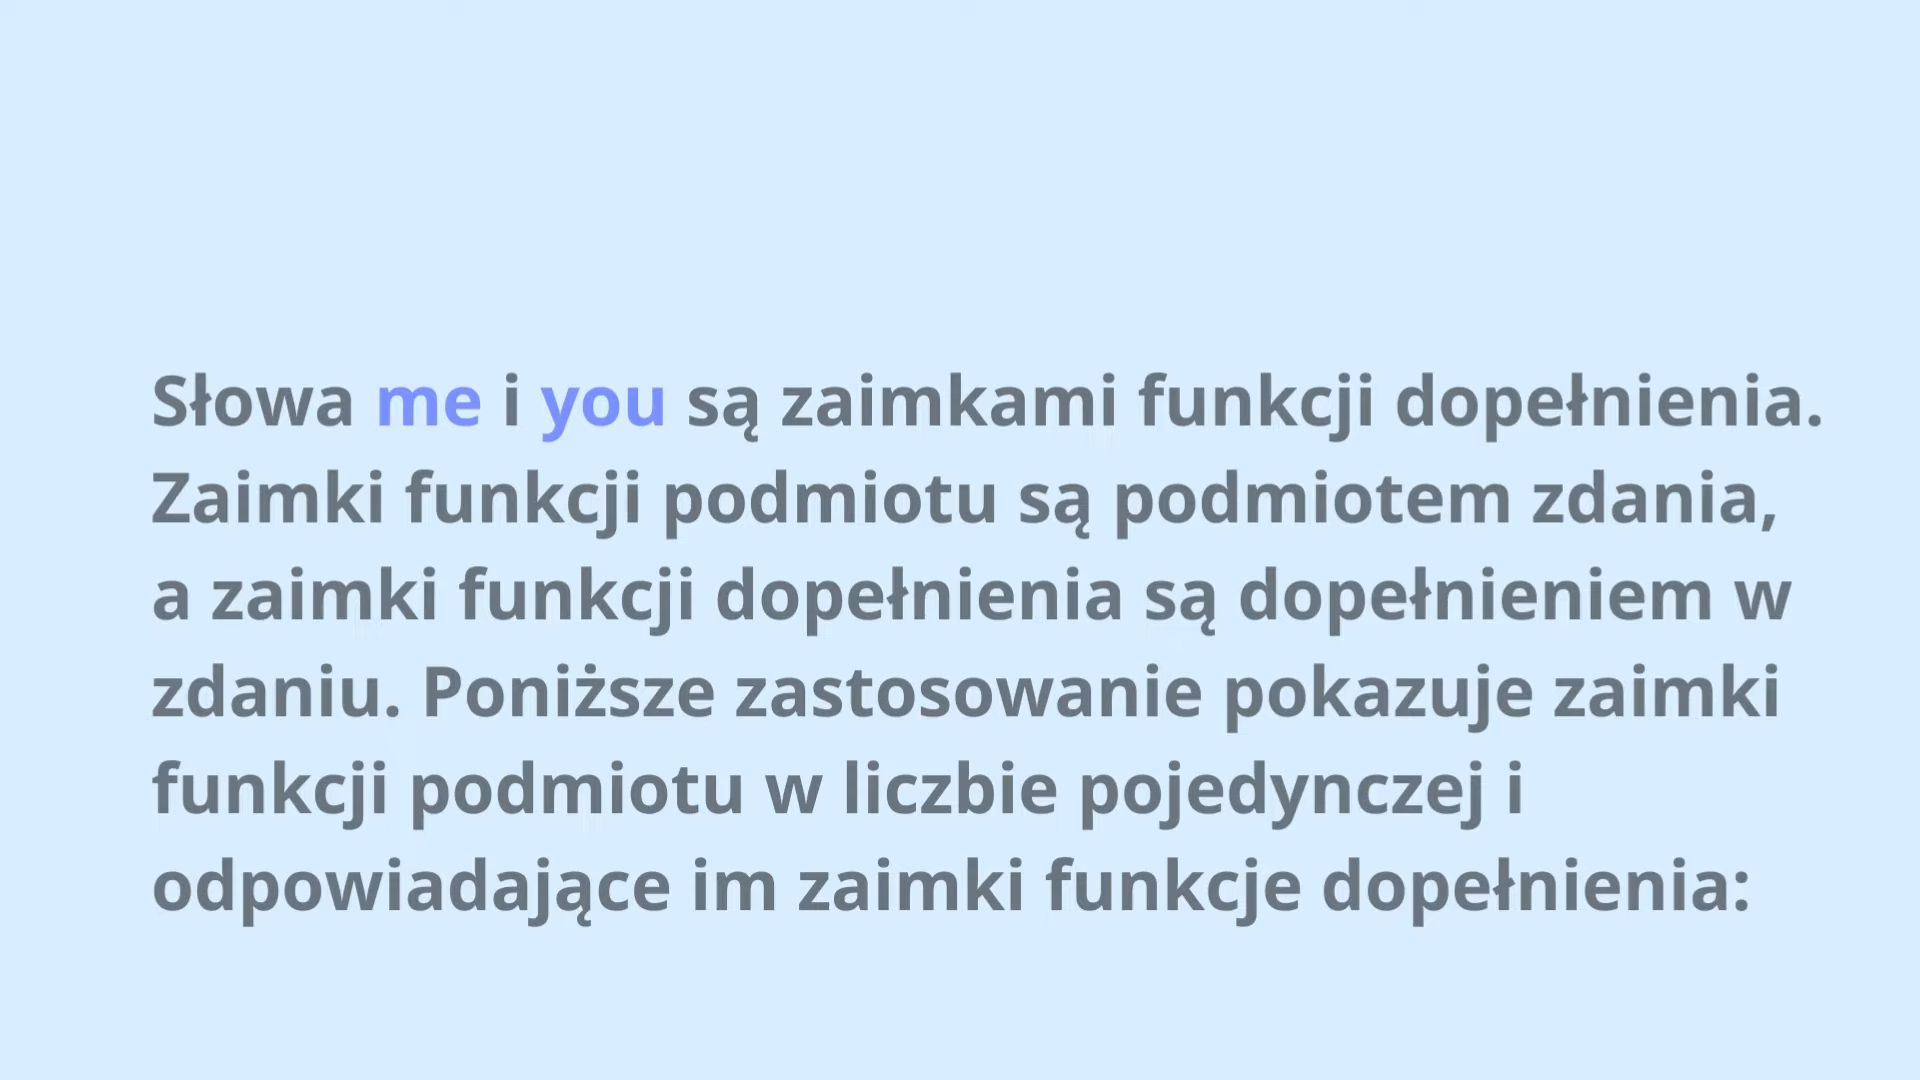 Słowa me i you są zaimkami funkcji dopełnienia.
Zaimki funkcji podmiotu są podmiotem zdania,
a zaimki funkcji dopełnienia są dopełnieniem w
zdaniu. Poniższe zastosowanie pokazuje zaimki
funkcji podmiotu w liczbie pojedynczej i
odpowiadające im zaimki funkcje dopełnienia: